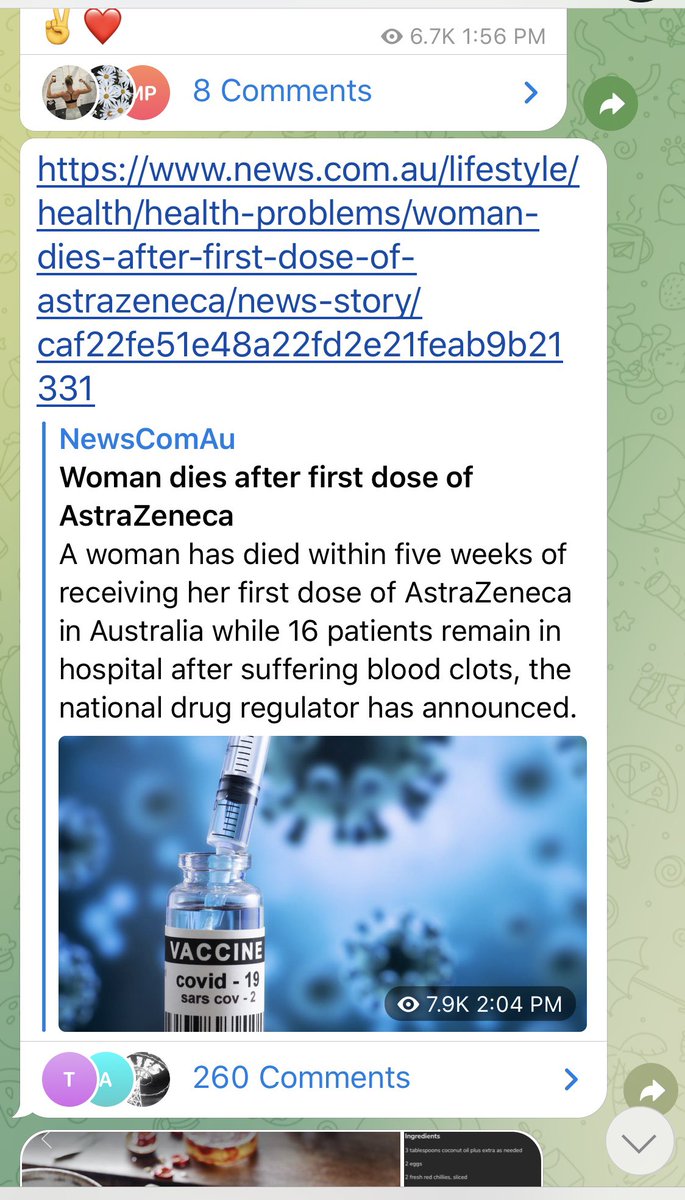 ✌️❤️
6.7K 1:56 PM
MP
8 Comments
https://www.news.com.au/lifestyle/
health/health-problems/woman-
dies-after-first-dose-of-
astrazeneca/news-story/
caf22fe51e48a22fd2e21feab9b21
331
NewsComAu
Woman dies after first dose of
AstraZeneca
A woman has died within five weeks of
receiving her first dose of AstraZeneca
in Australia while 16 patients remain in
hospital after suffering blood clots, the
national drug regulator has announced.
VACCINE
covid - 19
sars cov - 2
7.9K 2:04 PM
T
A
260 Comments
Ingredients
3 tablespoons coconut oil plus extra as needed
2 eggs
2 fresh red chillies, sliced